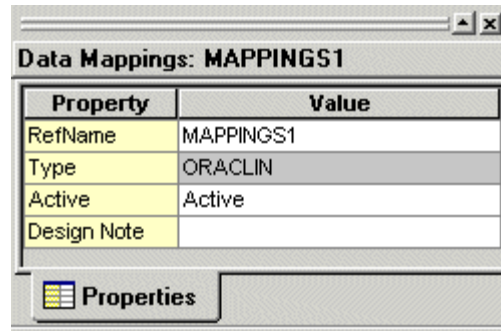 Data Mappings: MAPPINGS1
Property Value
RefName MAPPINGS1
Type ORACLIN
Active Active
Design Note
Properties